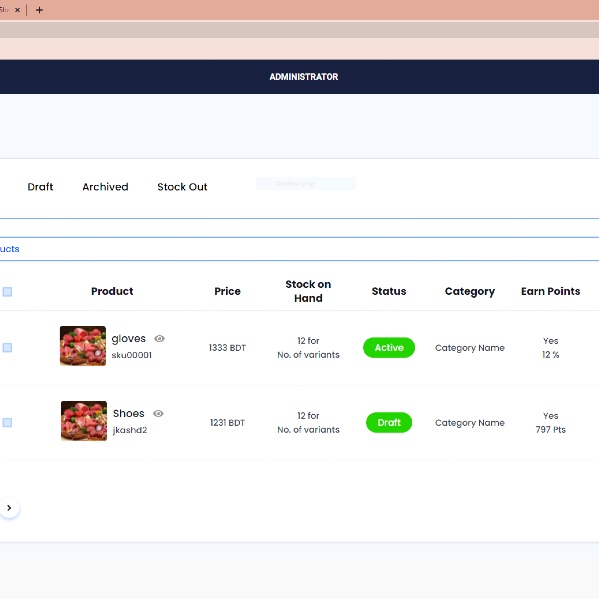 ADMINISTRATOR
Draft Archived Stock Out
ucts
Product Price Stock on Hand Status Category Earn Points
gloves
sku00001
1333 BDT
12 for
No. of variants
Active
Category Name
Yes
12 %
Shoes
jkashd2
1231 BDT
12 for
No. of variants
Draft
Category Name
Yes
797 Pts